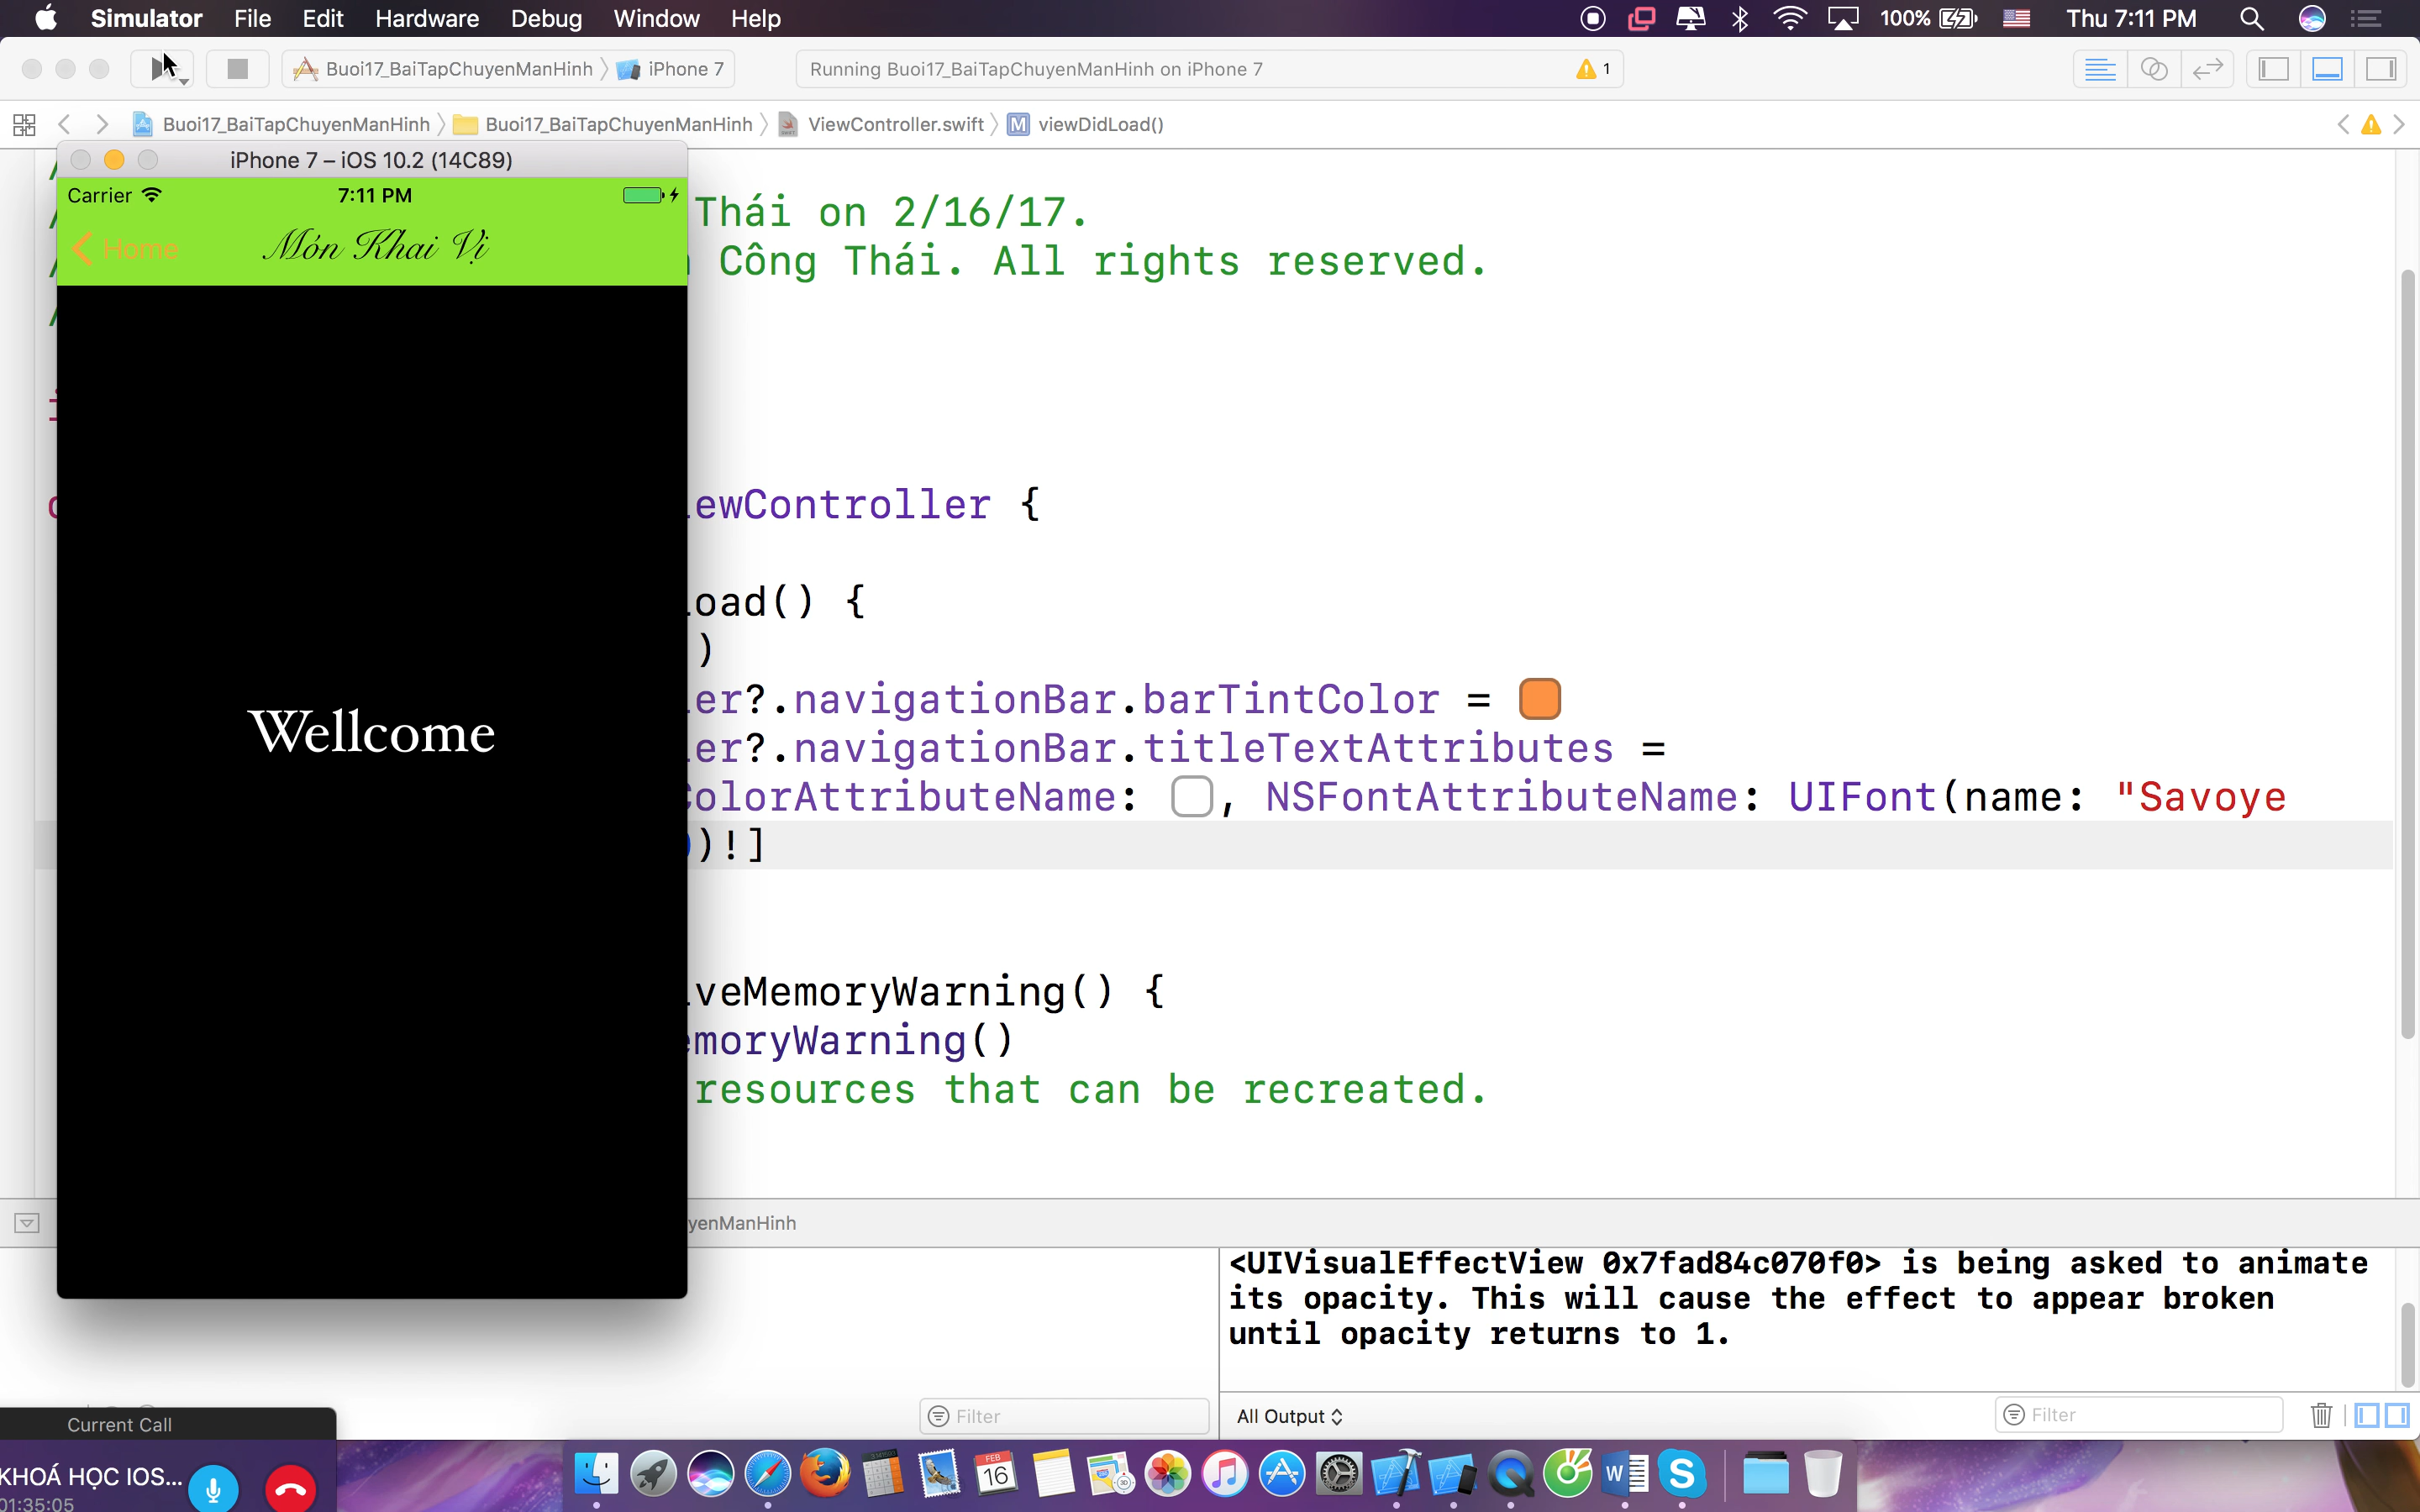 Simulator File Edit Hardware Debug Window Help 100% Thu 7:11 PM
Buoi17_BaiTapChuyenManHinh iPhone 7 Running Buoi17_BaiTapChuyenManHinh on iPhone 7 1
Buoi17_BaiTapChuyenManHinh Buoi17_BaiTapChuyenManHinh ViewController.swift M viewDidLoad()
iPhone 7 – iOS 10.2 (14C89)
Carrier 7:11 PM
Home Món Khai Vị
Wellcome
Thái on 2/16/17.
Công Thái. All rights reserved.
ewController {
oad() {
)
er?.navigationBar.barTintColor =
er?.navigationBar.titleTextAttributes =
olorAttributeName: , NSFontAttributeName: UIFont(name: "Savoye
)!]
veMemoryWarning() {
emoryWarning()
resources that can be recreated.
yenManHinh
<UIVisualEffectView 0x7fad84c070f0> is being asked to animate
its opacity. This will cause the effect to appear broken
until opacity returns to 1.
Filter
All Output
Filter
Current Call
KHOÁ HỌC IOS...
01:35:05
FEB
16